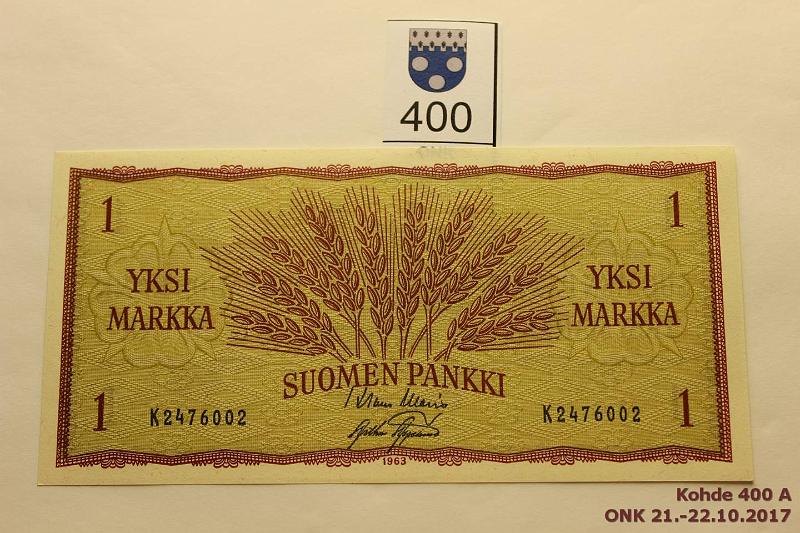 400
1
1
YKSI
MARKKA
YKSI
MARKKA
SUOMEN PANKKI
1
K2476002
K2476002
1
1963
Kohde 400 A
ONK 21.-22.10.2017